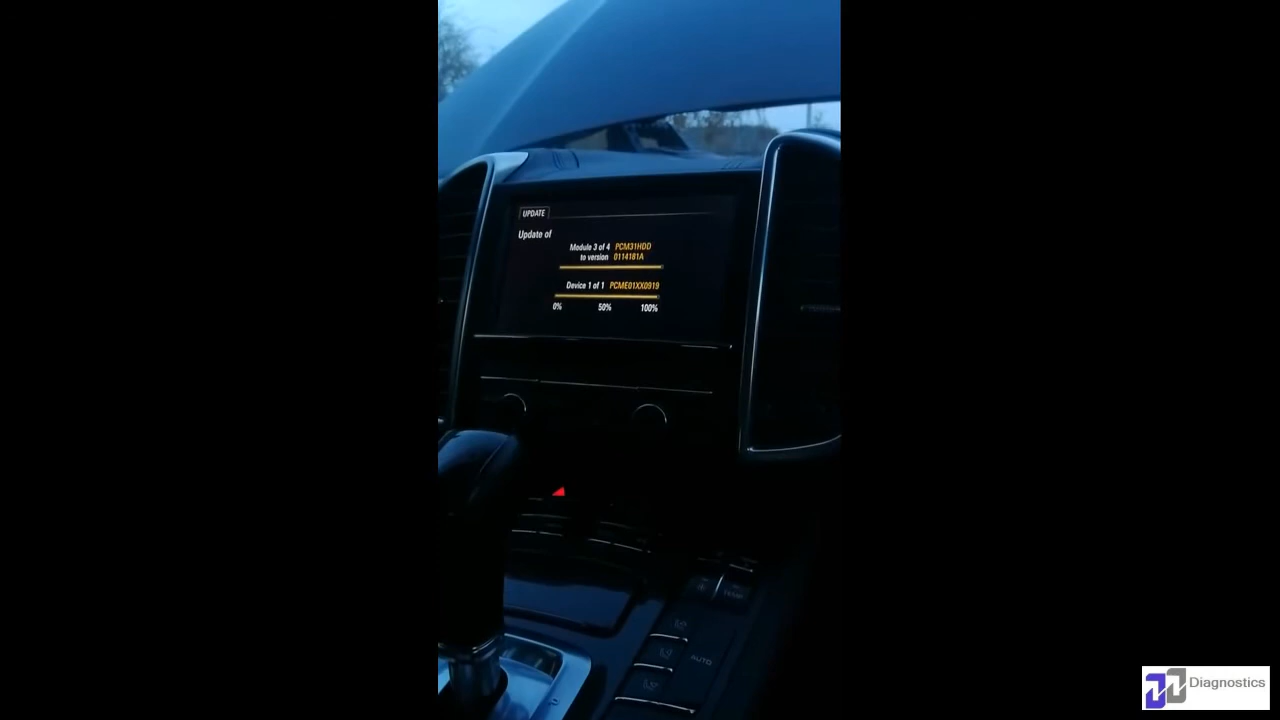 UPDATE
Update of
Module 3 of 4 PCM31HDD
to version 0114181A
Device 1 of 1 PCME01XX0919
0% 50% 100%
AUTO
Diagnostics